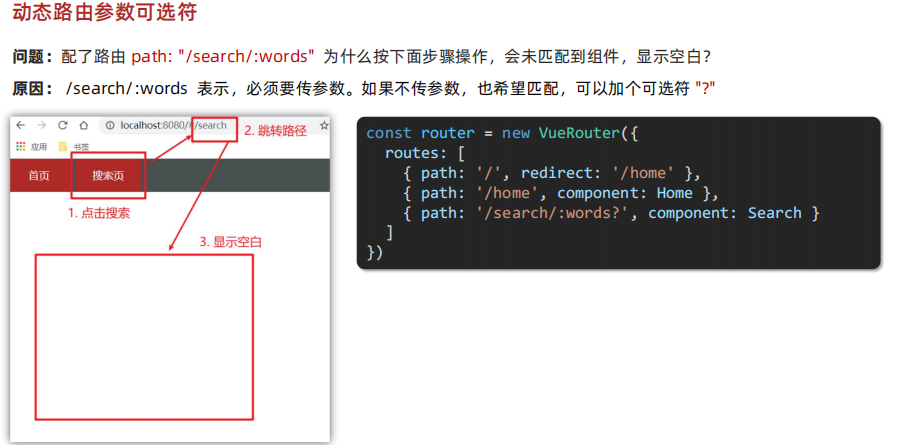 动态路由参数可选符
问题：配了路由 path: "/search/:words" 为什么按下面步骤操作，会未匹配到组件，显示空白？
原因： /search/:words 表示，必须要传参数。如果不传参数，也希望匹配，可以加个可选符 "?"
localhost:8080/#/search
2. 跳转路径
应用 书签
首页 搜索页
1. 点击搜索
3. 显示空白
const router = new VueRouter({
routes: [
{ path: '/', redirect: '/home' },
{ path: '/home', component: Home },
{ path: '/search/:words?', component: Search }
]
})